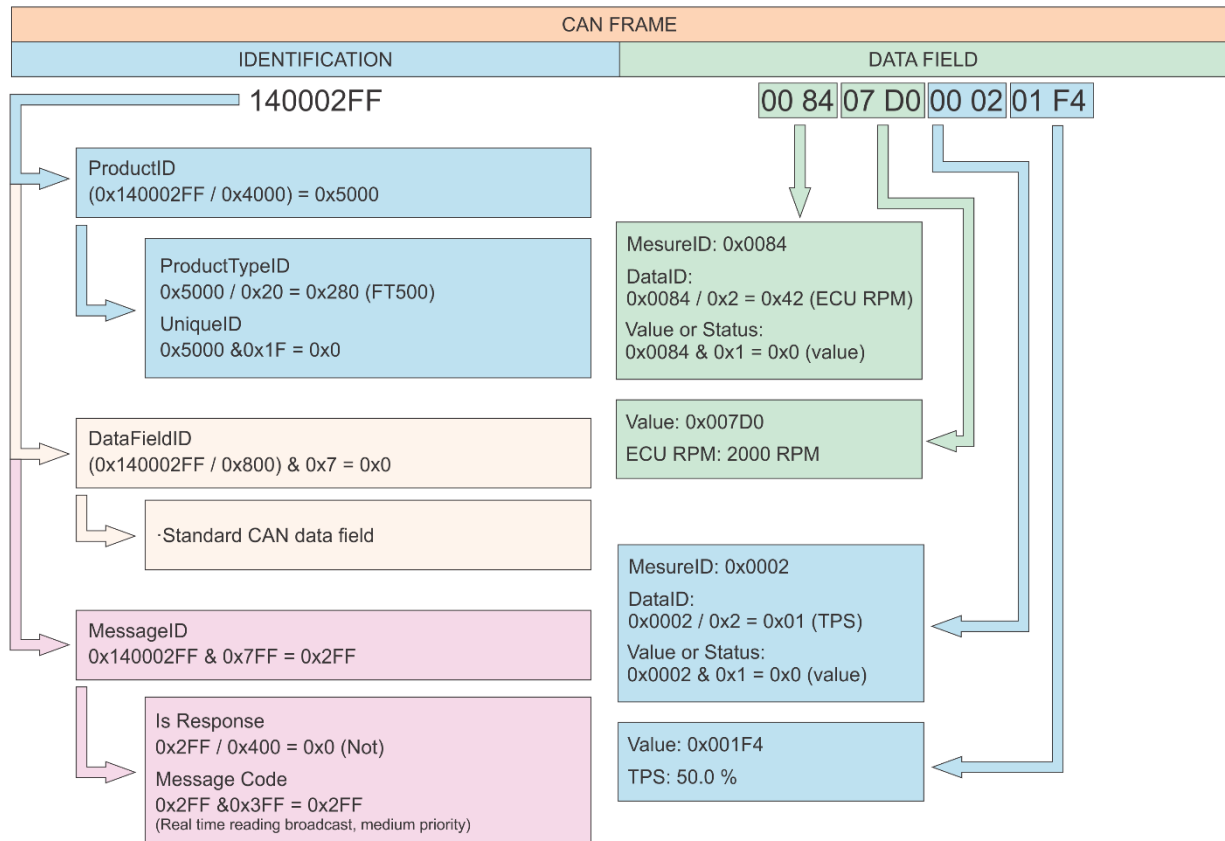 CAN FRAME
IDENTIFICATION
DATA FIELD
140002FF
00 84 07 D0 00 02 01 F4
ProductID
(0x140002FF / 0x4000) = 0x5000
ProductTypeID
0x5000 / 0x20 = 0x280 (FT500)
UniqueID
0x5000 &0x1F = 0x0
DataFieldID
(0x140002FF / 0x800) & 0x7 = 0x0
·Standard CAN data field
MessageID
0x140002FF & 0x7FF = 0x2FF
Is Response
0x2FF / 0x400 = 0x0 (Not)
Message Code
0x2FF &0x3FF = 0x2FF
(Real time reading broadcast, medium priority)
MesureID: 0x0084
DataID:
0x0084 / 0x2 = 0x42 (ECU RPM)
Value or Status:
0x0084 & 0x1 = 0x0 (value)
Value: 0x007D0
ECU RPM: 2000 RPM
MesureID: 0x0002
DataID:
0x0002 / 0x2 = 0x01 (TPS)
Value or Status:
0x0002 & 0x1 = 0x0 (value)
Value: 0x001F4
TPS: 50.0 %